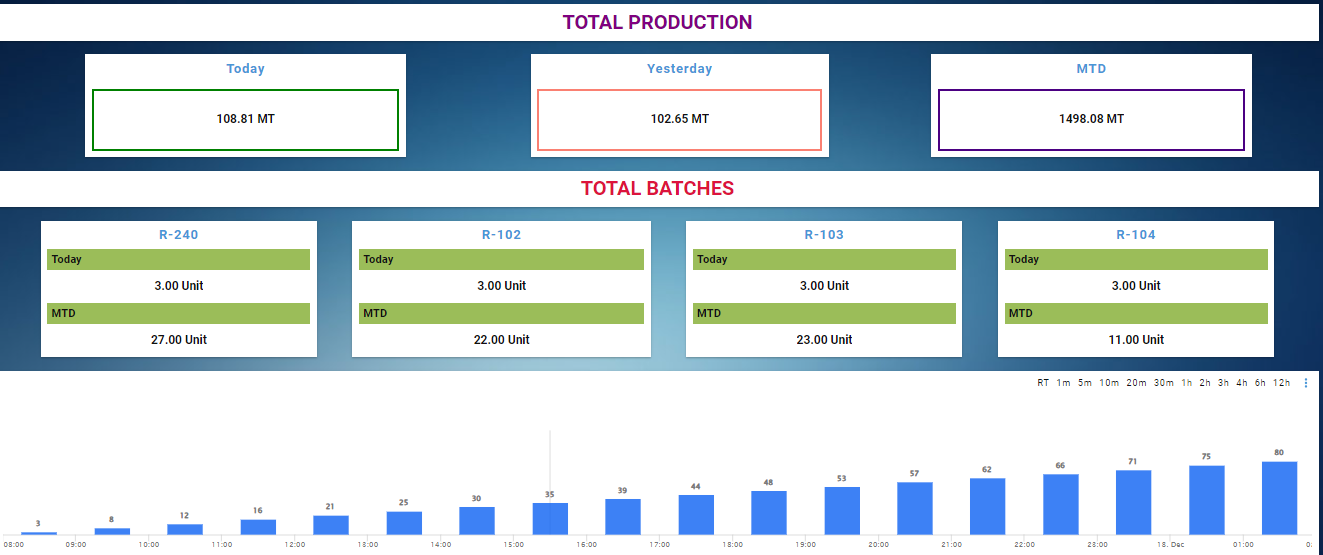 TOTAL PRODUCTION
Today Yesterday MTD
108.81 MT 102.65 MT 1498.08 MT
TOTAL BATCHES
R-240 R-102 R-103 R-104
Today Today Today Today
3.00 Unit 3.00 Unit 3.00 Unit 3.00 Unit
MTD MTD MTD MTD
27.00 Unit 22.00 Unit 23.00 Unit 11.00 Unit
RT 1m 5m 10m 20m 30m 1h 2h 3h 4h 6h 12h
3 8 12 16 21 25 30 35 39 44 48 53 57 62 66 71 75 80
08:00 09:00 10:00 11:00 12:00 13:00 14:00 15:00 16:00 17:00 18:00 19:00 20:00 21:00 22:00 23:00 18. Dec 01:00